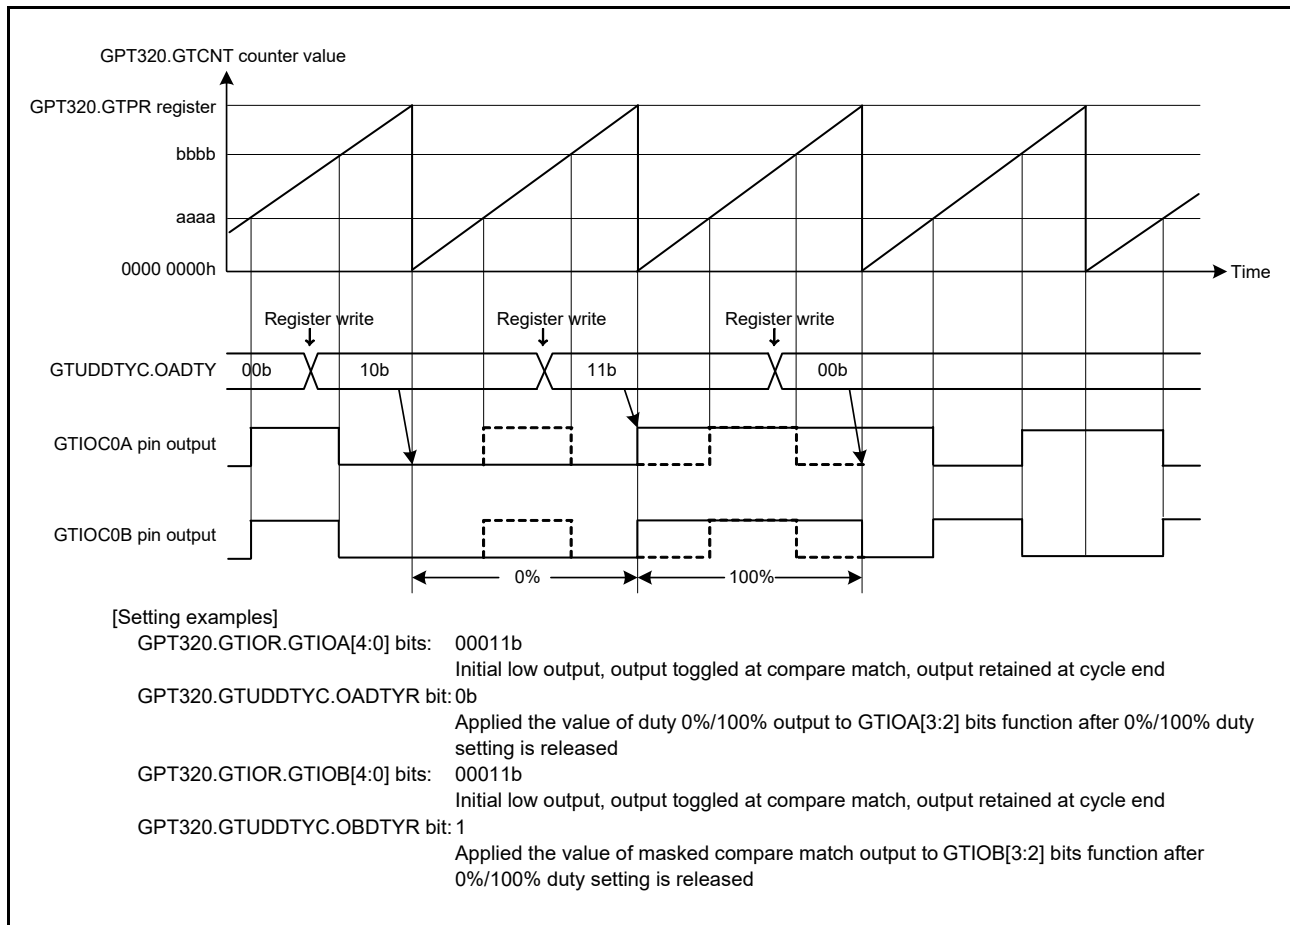 GPT320.GTCNT counter value
GPT320.GTPR register
bbbb
aaaa
0000 0000h
Time
Register write
Register write
Register write
GTUDDTYC.OADTY
00b
10b
11b
00b
GTIOC0A pin output
GTIOC0B pin output
0%
100%
[Setting examples]
GPT320.GTIOR.GTIOA[4:0] bits: 00011b
Initial low output, output toggled at compare match, output retained at cycle end
GPT320.GTUDDTYC.OADTYR bit: 0b
Applied the value of duty 0%/100% output to GTIOA[3:2] bits function after 0%/100% duty
setting is released
GPT320.GTIOR.GTIOB[4:0] bits: 00011b
Initial low output, output toggled at compare match, output retained at cycle end
GPT320.GTUDDTYC.OBDTYR bit: 1
Applied the value of masked compare match output to GTIOB[3:2] bits function after
0%/100% duty setting is released